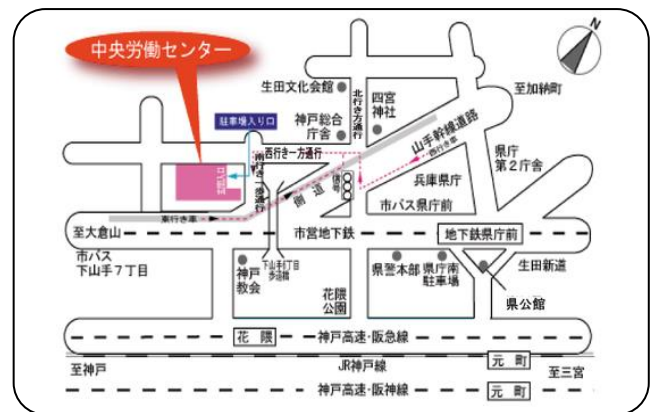 中央労働センター
N
生田文化会館
北行き一方通行
四宮
神社
至加納町
駐車場入り口
神戸総合
庁舎
山手幹線道路
西行き車
西行き一方通行
県庁
第2庁舎
兵庫県庁
側道
市バス県庁前
東行き車
至大倉山
市営地下鉄
地下鉄県庁前
市バス
下山手7丁目
神戸
教会
下山手7丁目
歩道橋
県警本部
県庁南
駐車場
生田新道
花隈
公園
県公館
花隈
神戸高速・阪急線
至神戸
JR神戸線
元町
至三宮
神戸高速・阪神線
元町